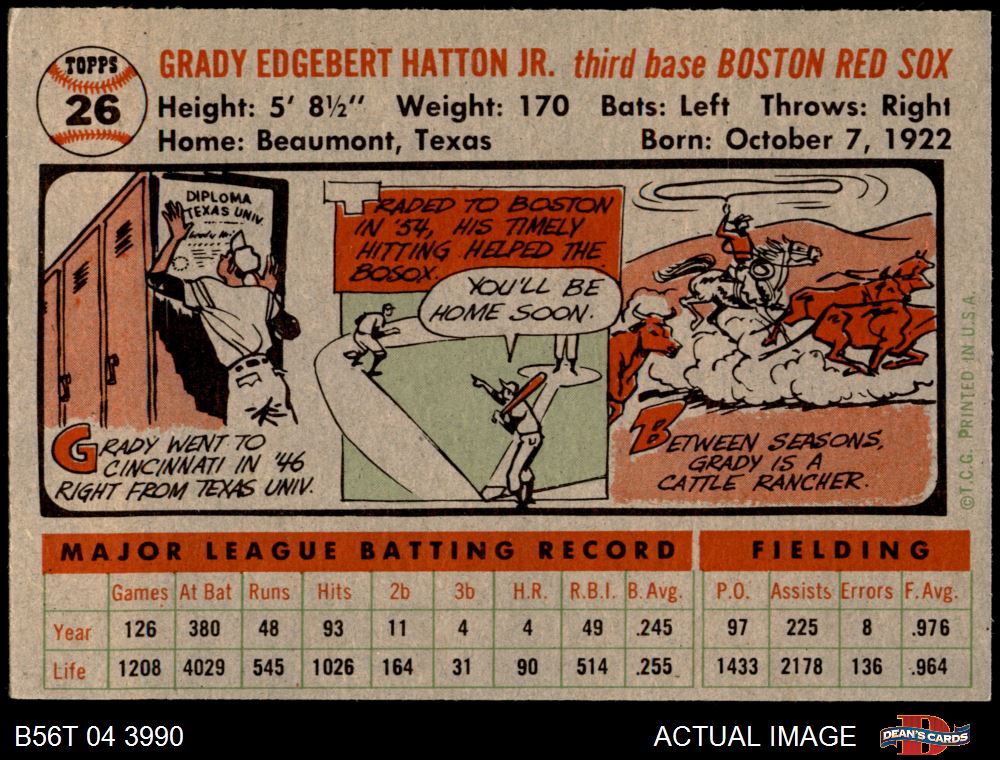 TOPPS
26
GRADY EDGEBERT HATTON JR. third base BOSTON RED SOX
Height: 5' 8½" Weight: 170 Bats: Left Throws: Right
Home: Beaumont, Texas Born: October 7, 1922
DIPLOMA
TEXAS UNIV.
GRADY WENT TO
CINCINNATI IN '46
RIGHT FROM TEXAS UNIV.
TRADED TO BOSTON
IN '54, HIS TIMELY
HITTING HELPED THE
BOSOX.
YOU'LL BE
HOME SOON.
BETWEEN SEASONS,
GRADY IS A
CATTLE RANCHER.
©T.C.G. PRINTED IN U.S.A.
MAJOR LEAGUE BATTING RECORD FIELDING
Games At Bat Runs Hits 2b 3b H.R. R.B.I. B. Avg. P.O. Assists Errors F. Avg.
Year 126 380 48 93 11 4 4 49 .245 97 225 8 .976
Life 1208 4029 545 1026 164 31 90 514 .255 1433 2178 136 .964
B56T 04 3990 ACTUAL IMAGE DEAN'S CARDS